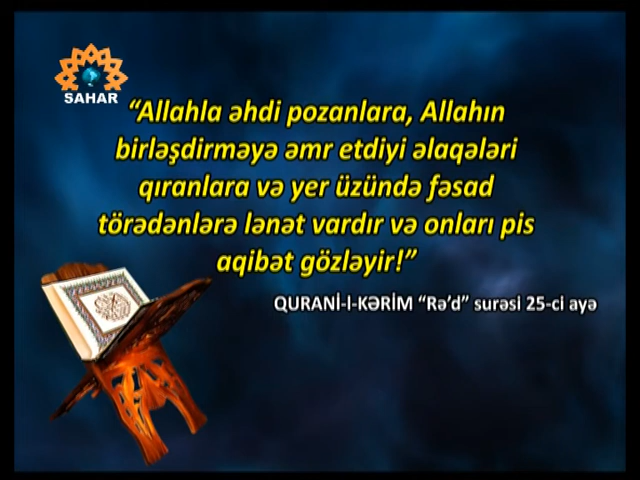 SAHAR
“Allahla əhdi pozanlara, Allahın
birləşdirməyə əmr etdiyi əlaqələri
qıranlara və yer üzündə fəsad
törədənlərə lənət vardır və onları pis
aqibət gözləyir!”
QURANİ-I-KƏRİM “Rə’d” surəsi 25-ci ayə